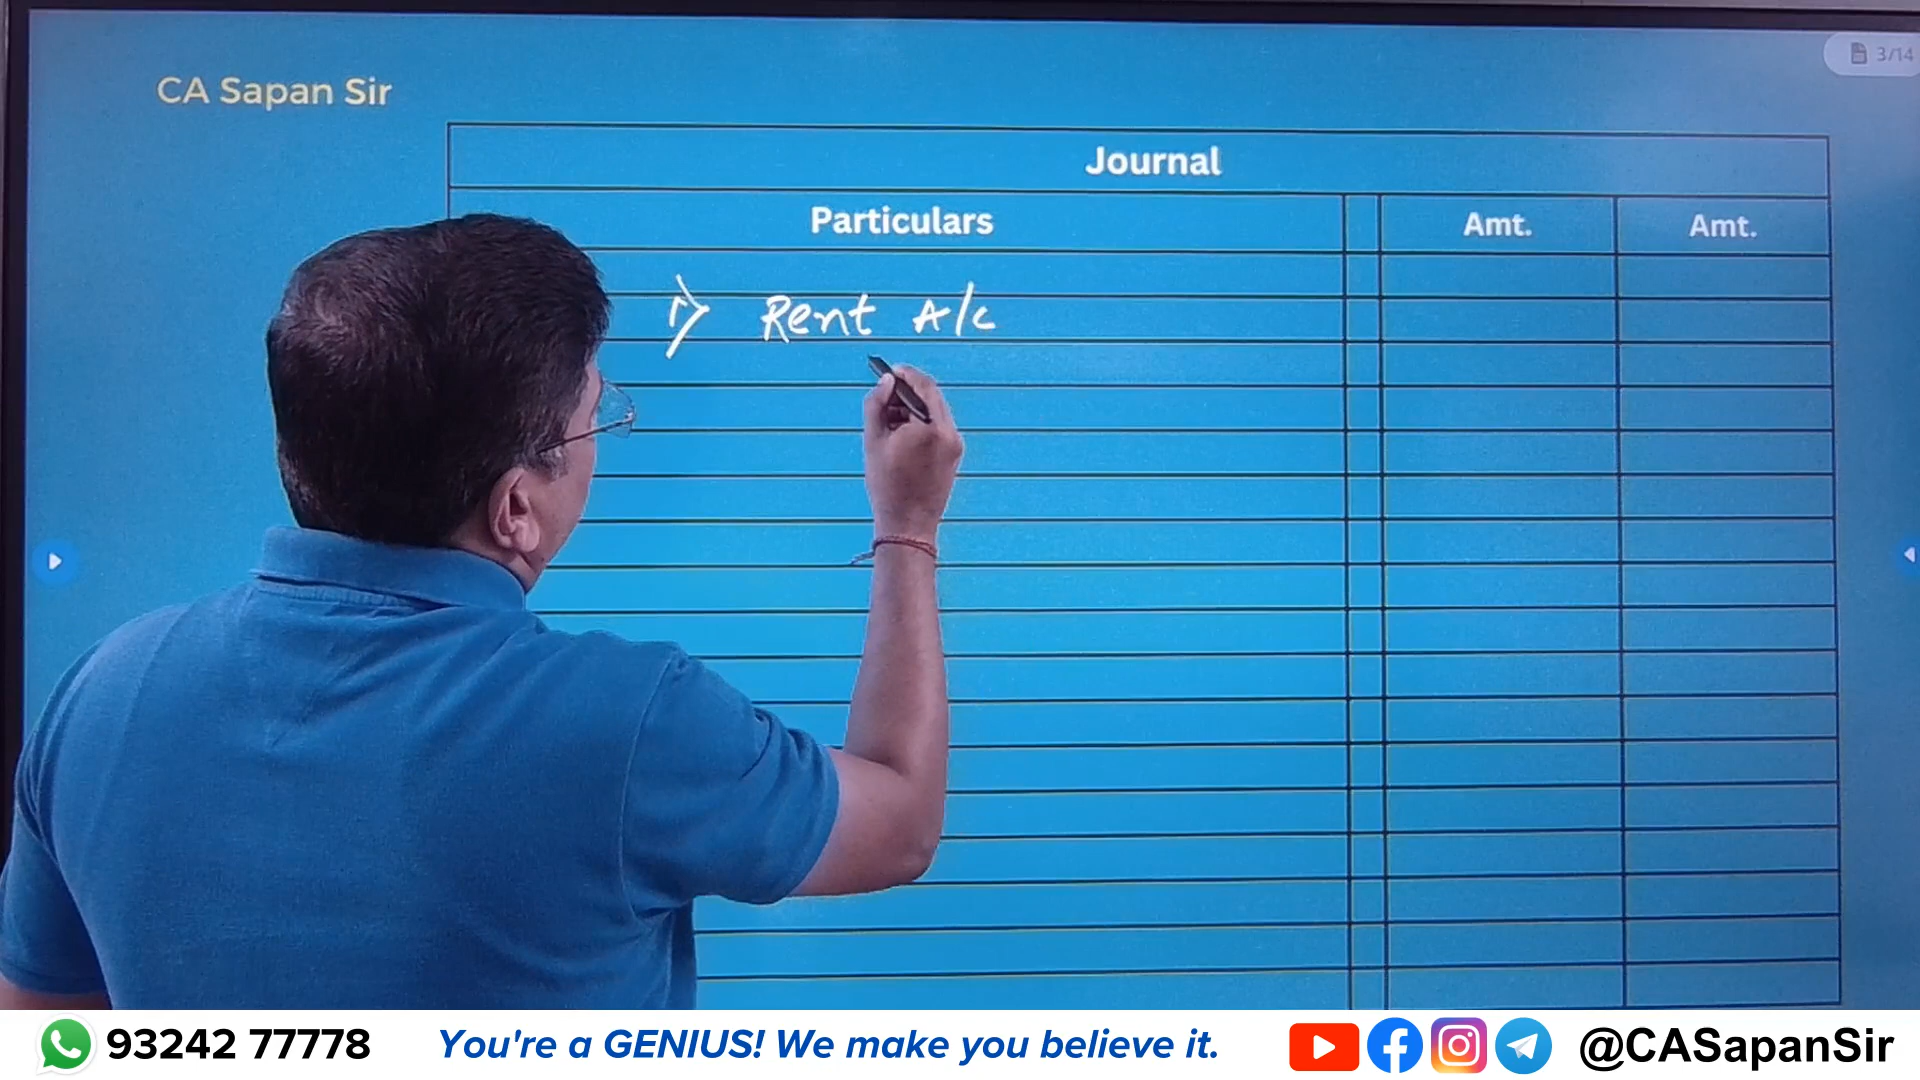 3/14
CA Sapan Sir
Journal
Particulars Amt. Amt.
1) Rent A/c
93242 77778 You're a GENIUS! We make you believe it. @CASapanSir